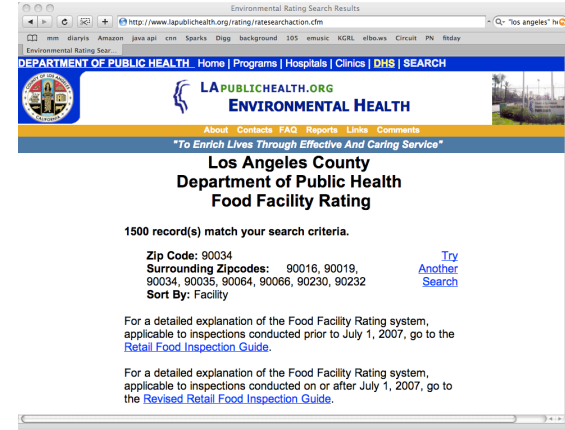 Environmental Rating Search Results
http://www.lapublichealth.org/rating/ratesearchaction.cfm
Q- "los angeles" he
mm diaryis Amazon java api cnn Sparks Digg background 105 emusic KGRL elbo.ws Circuit PN fitday
Environmental Rating Sear...
DEPARTMENT OF PUBLIC HEALTH Home | Programs | Hospitals | Clinics | DHS | SEARCH
LAPUBLICHEALTH.ORG
ENVIRONMENTAL HEALTH
About Contacts FAQ Reports Links Comments
"To Enrich Lives Through Effective And Caring Service"
Los Angeles County
Department of Public Health
Food Facility Rating
1500 record(s) match your search criteria.
Zip Code: 90034
Try
Surrounding Zipcodes: 90016, 90019,
Another
90034, 90035, 90064, 90066, 90230, 90232
Search
Sort By: Facility
For a detailed explanation of the Food Facility Rating system,
applicable to inspections conducted prior to July 1, 2007, go to the
Retail Food Inspection Guide.
For a detailed explanation of the Food Facility Rating system,
applicable to inspections conducted on or after July 1, 2007, go to
the Revised Retail Food Inspection Guide.